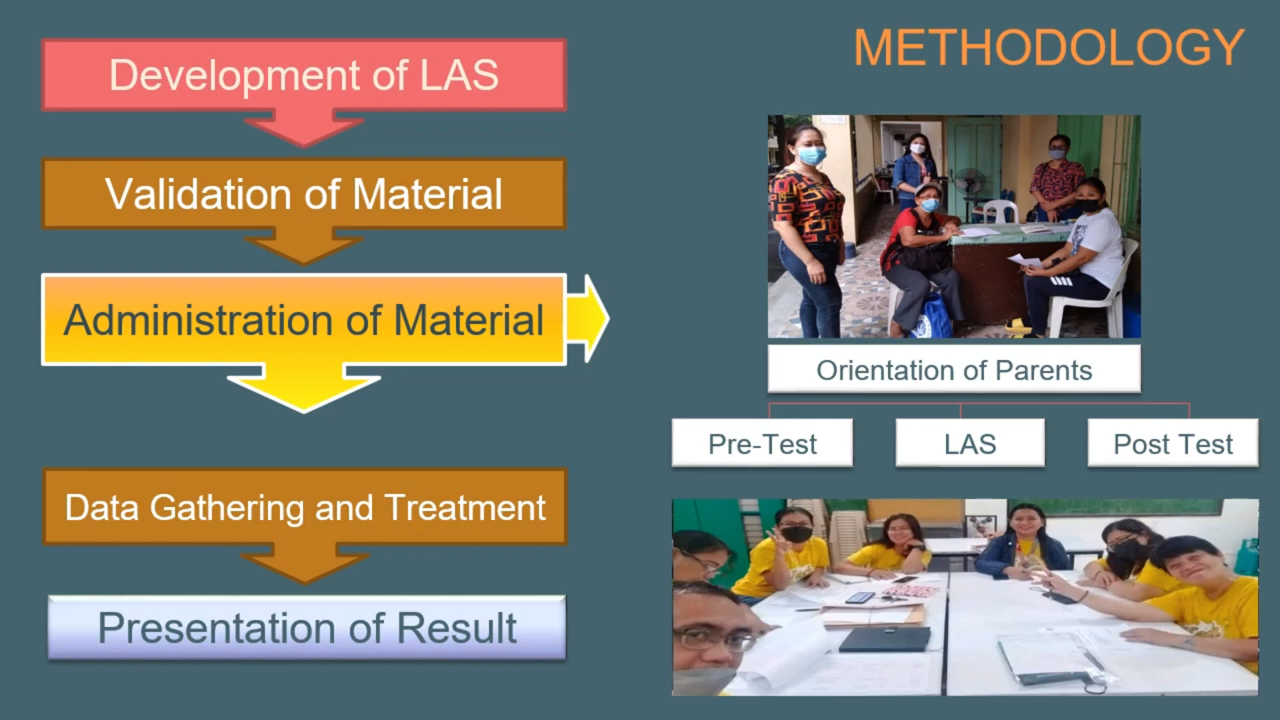 METHODOLOGY
Development of LAS
Validation of Material
Administration of Material
Data Gathering and Treatment
Presentation of Result
Orientation of Parents
Pre-Test
LAS
Post Test